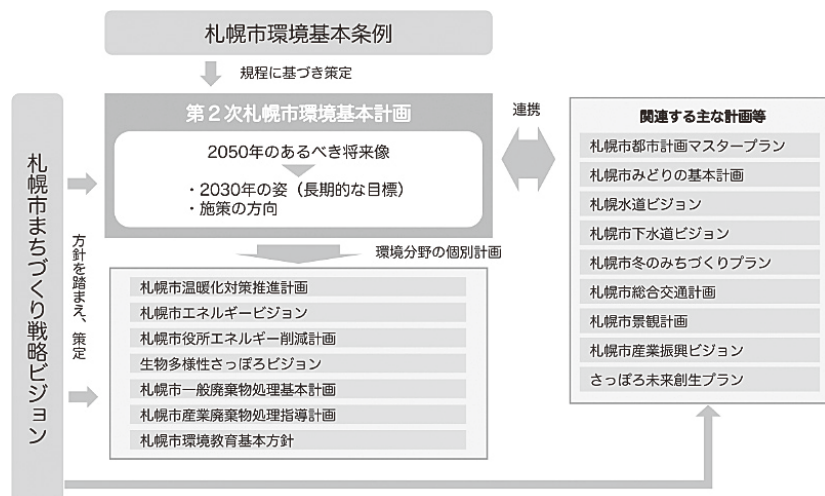 札幌市環境基本条例
規程に基づき策定
札幌市まちづくり戦略ビジョン
方針を踏まえ、策定
第2次札幌市環境基本計画
2050年のあるべき将来像
・2030年の姿（長期的な目標）
・施策の方向
環境分野の個別計画
札幌市温暖化対策推進計画
札幌市エネルギービジョン
札幌市役所エネルギー削減計画
生物多様性さっぽろビジョン
札幌市一般廃棄物処理基本計画
札幌市産業廃棄物処理指導計画
札幌市環境教育基本方針
連携
関連する主な計画等
札幌市都市計画マスタープラン
札幌市みどりの基本計画
札幌水道ビジョン
札幌市下水道ビジョン
札幌市冬のみちづくりプラン
札幌市総合交通計画
札幌市景観計画
札幌市産業振興ビジョン
さっぽろ未来創生プラン